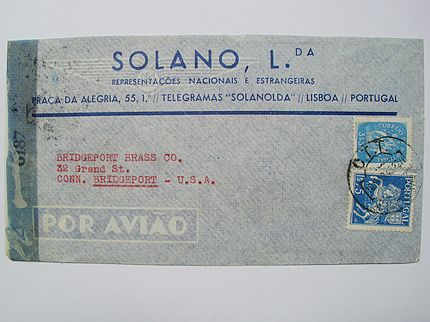 SOLANO, L.DA
REPRESENTAÇÕES NACIONAIS E ESTRANGEIRAS
PRAÇA DA ALEGRIA, 55, 1.º // TELEGRAMAS "SOLANOLDA" // LISBOA // PORTUGAL
BRIDGEPORT BRASS CO.
32 Grand St.
CONN. BRIDGEPORT - U.S.A.
POR AVIÃO
CORREIO
PORTUGAL